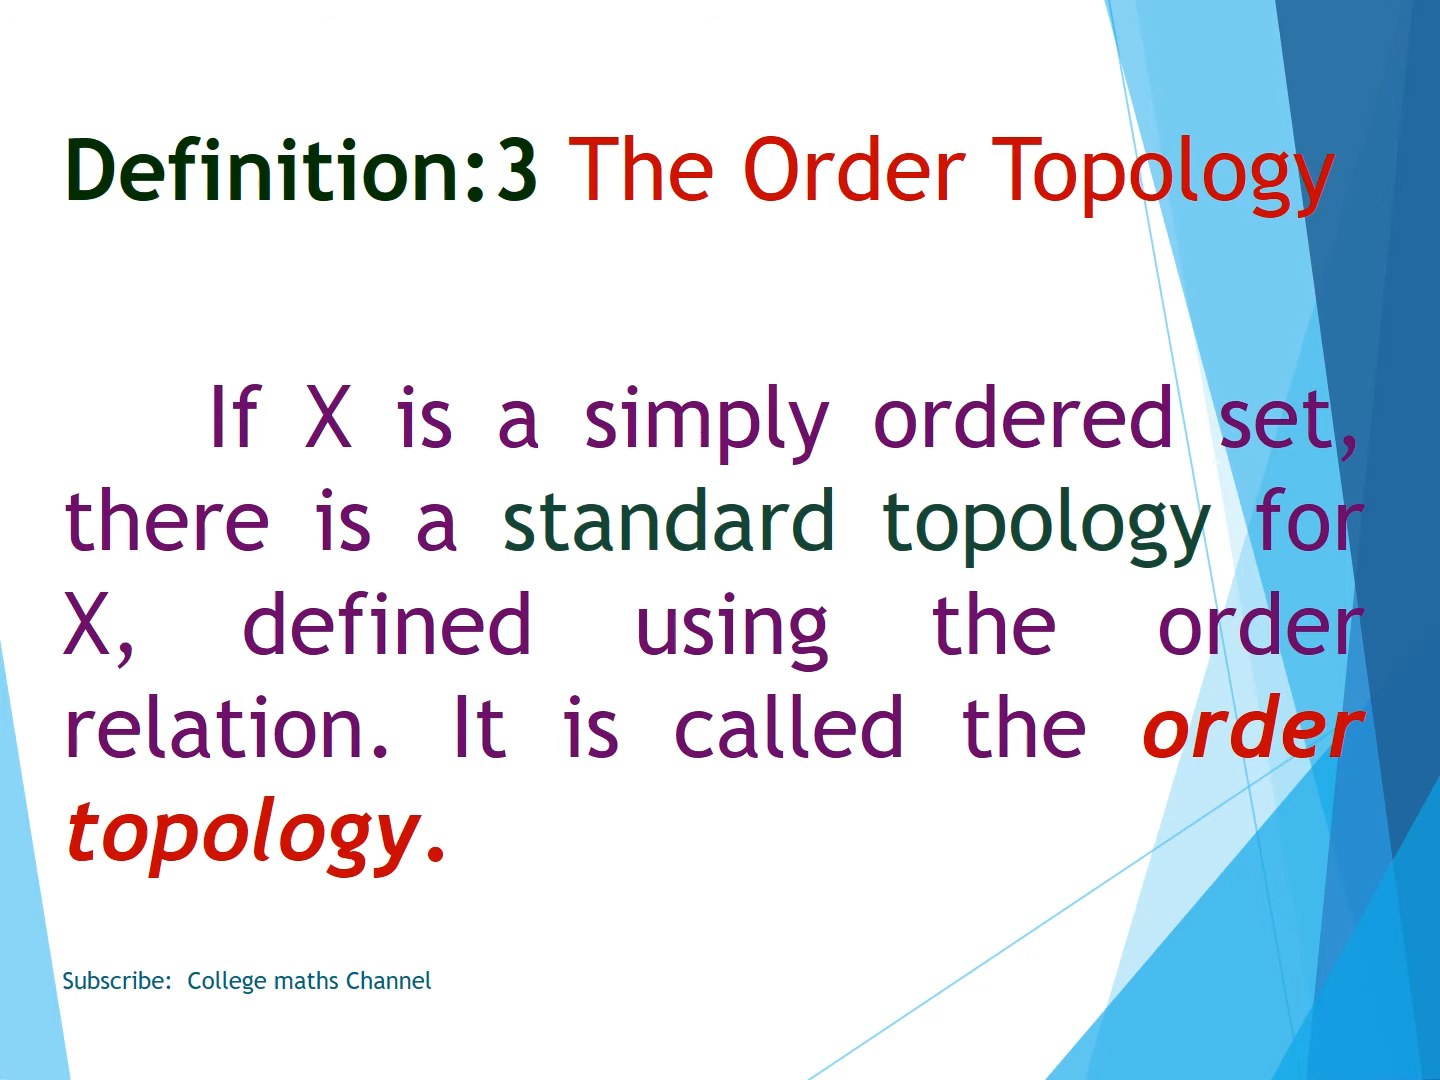 Definition:3 The Order Topology
If X is a simply ordered set,
there is a standard topology for
X, defined using the order
relation. It is called the order
topology.
Subscribe: College maths Channel